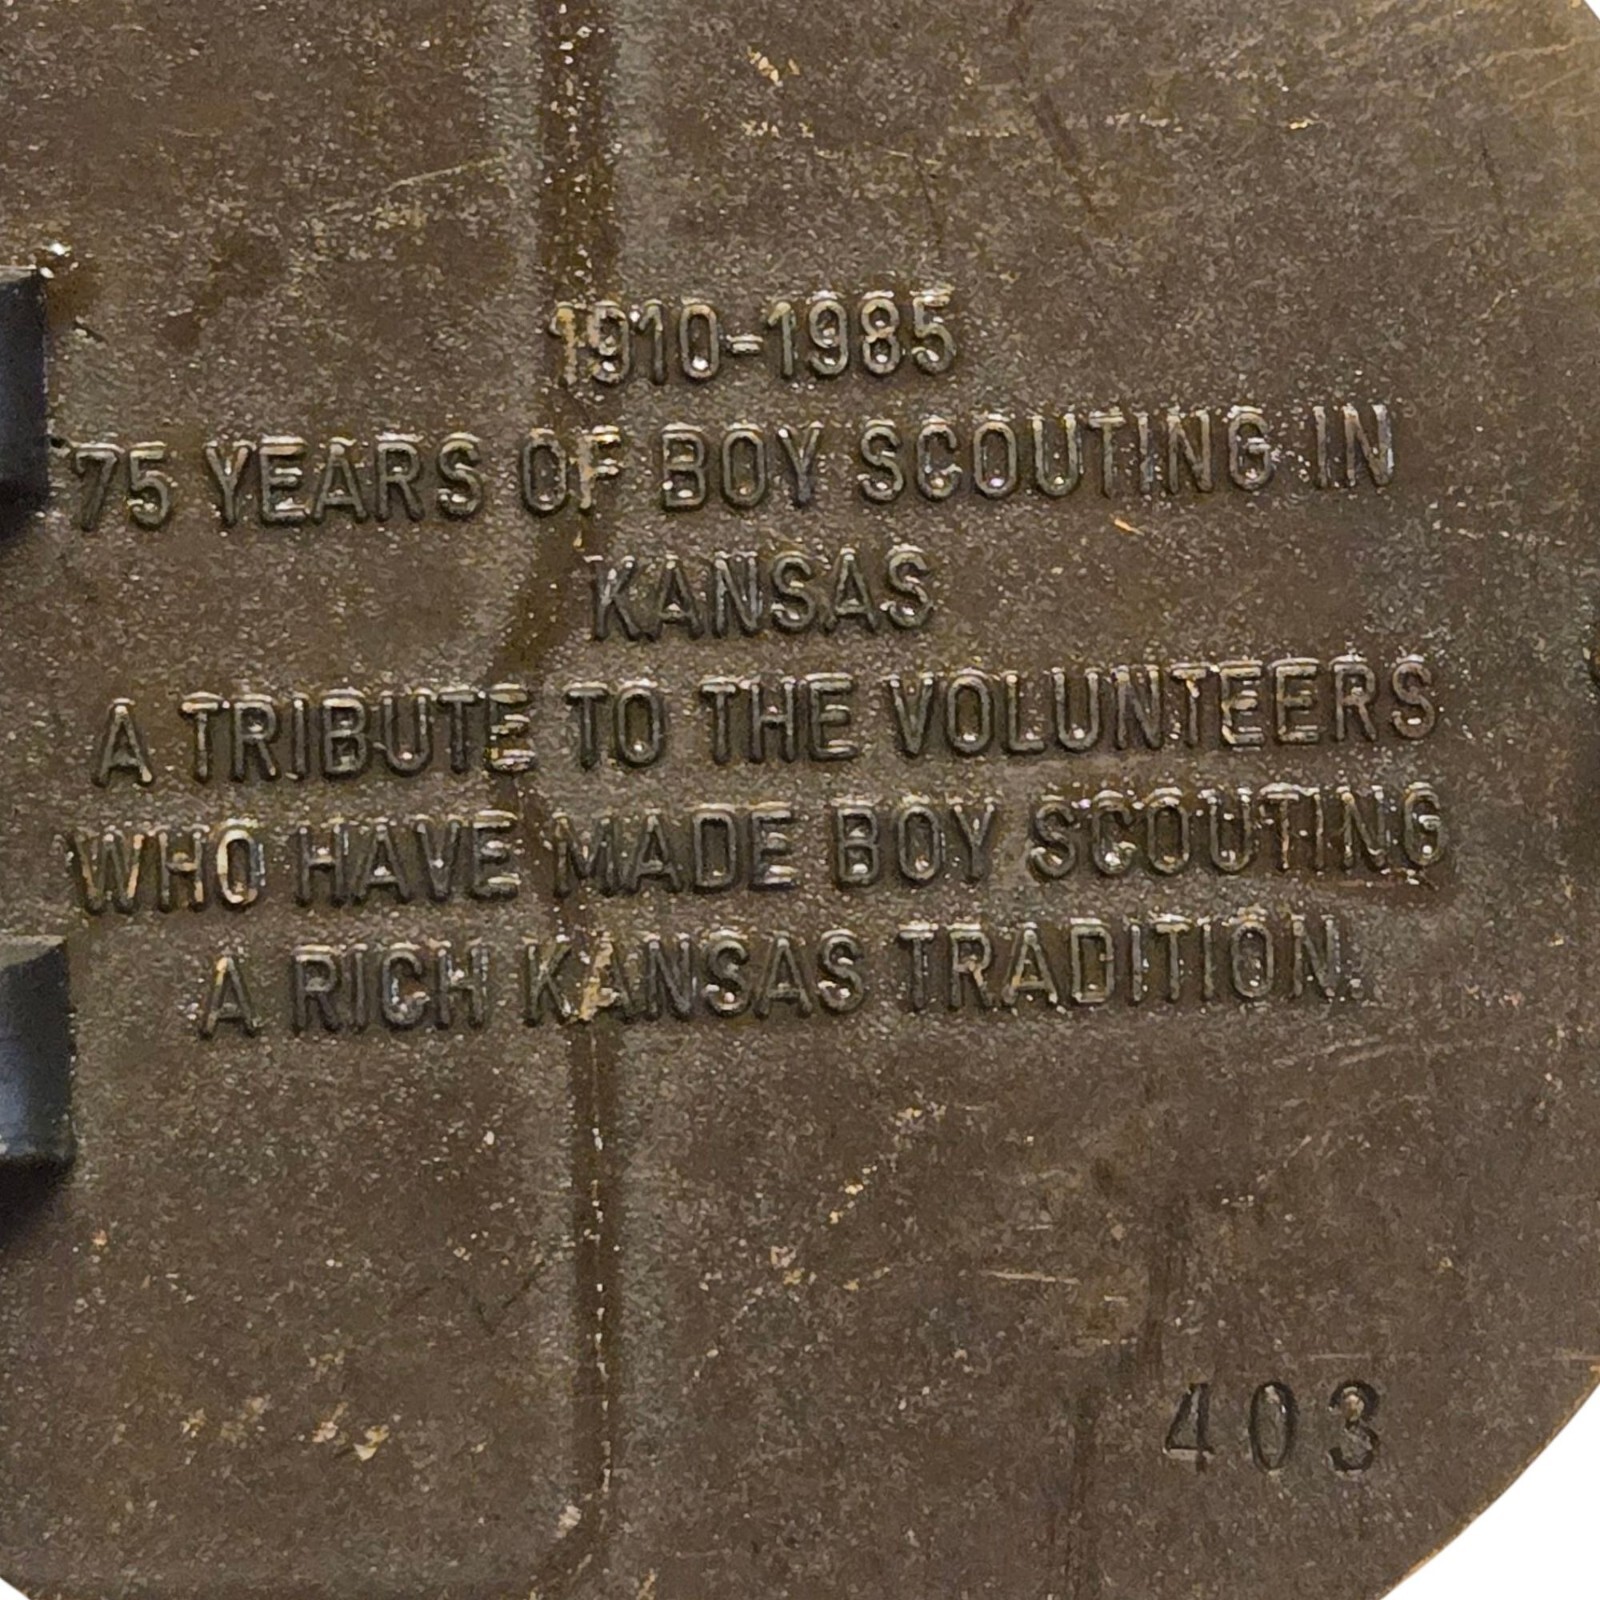 1910-1985
75 YEARS OF BOY SCOUTING IN
KANSAS
A TRIBUTE TO THE VOLUNTEERS
WHO HAVE MADE BOY SCOUTING
A RICH KANSAS TRADITION.
403